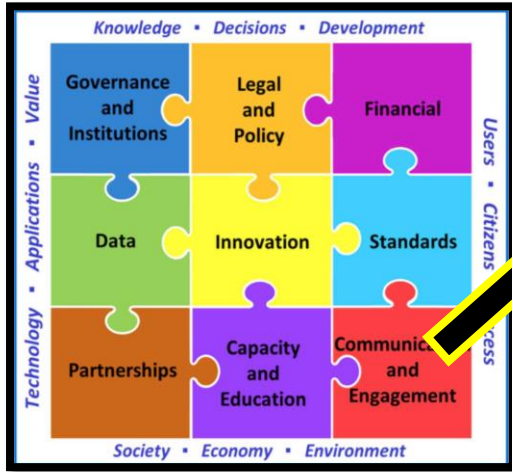 Knowledge ▪ Decisions ▪ Development
Technology ▪ Applications ▪ Value
Governance
and
Institutions
Legal
and
Policy
Financial
Users ▪ Citizens
Data
Innovation
Standards
Partnerships
Capacity
and
Education
and
Engagement
Society ▪ Economy ▪ Environment